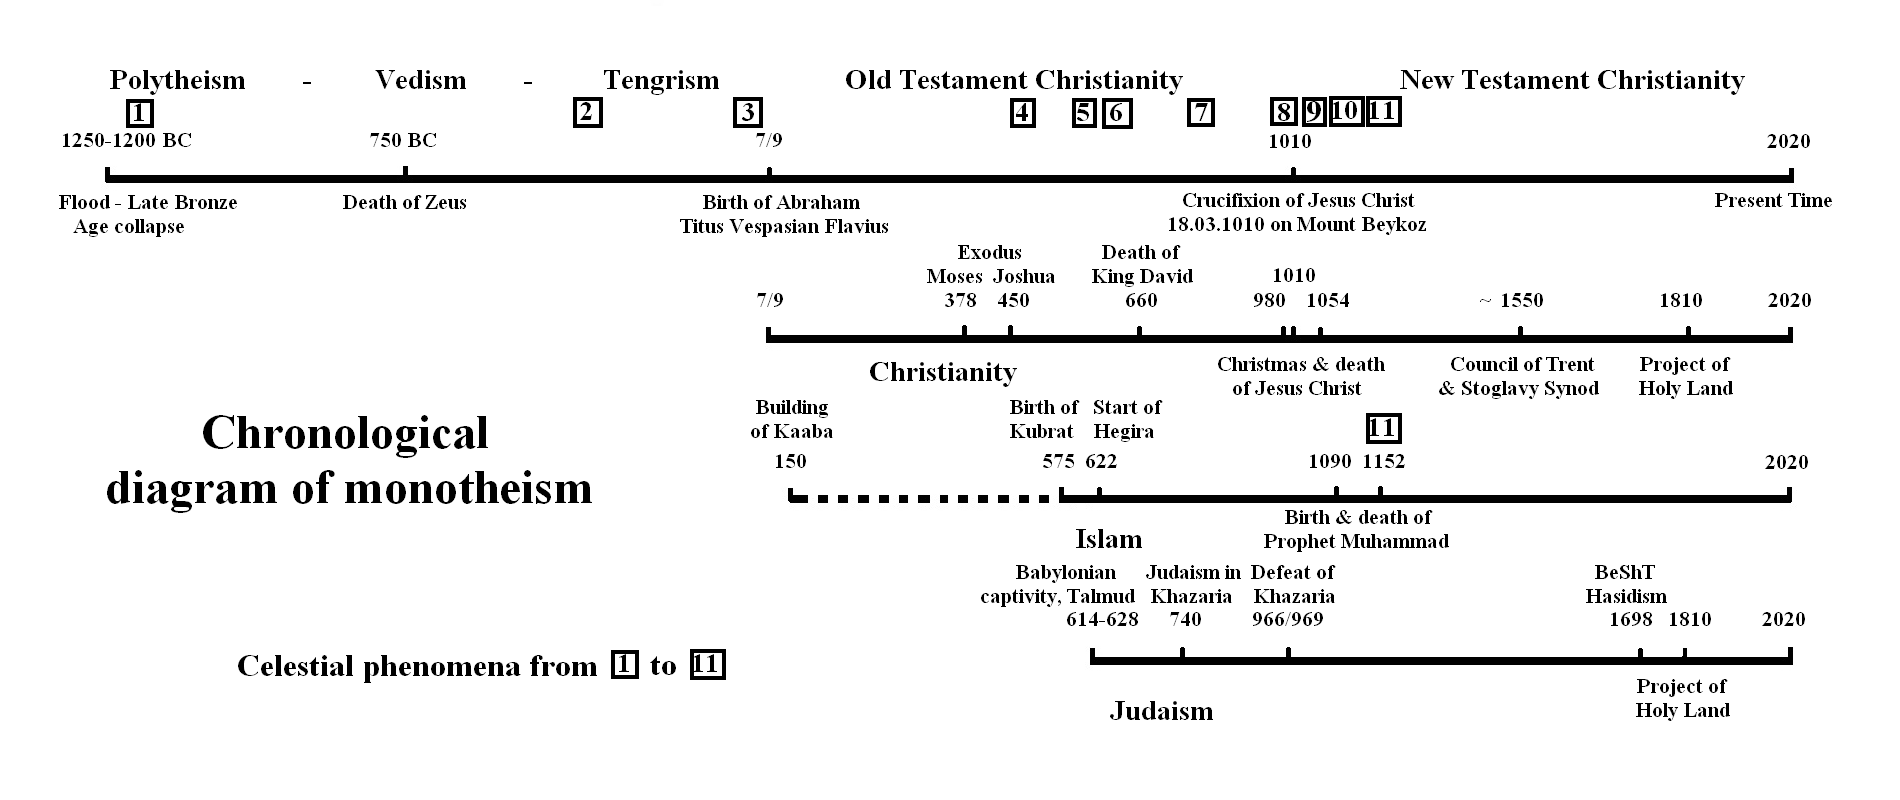 Polytheism - Vedism - Tengrism Old Testament Christianity New Testament Christianity
1 2 3 4 5 6 7 8 9 10 11
1250-1200 BC 750 BC 7/9 1010 2020
Flood - Late Bronze Death of Zeus Birth of Abraham Crucifixion of Jesus Christ Present Time
Age collapse Titus Vespasian Flavius 18.03.1010 on Mount Beykoz
Exodus Death of
Moses Joshua King David 1010
7/9 378 450 660 980 1054 ~ 1550 1810 2020
Christianity Christmas & death Council of Trent Project of
of Jesus Christ & Stoglavy Synod Holy Land
Building Birth of Start of
of Kaaba Kubrat Hegira 11
150 575 622 1090 1152 2020
Chronological
diagram of monotheism
Birth & death of
Islam Prophet Muhammad
Babylonian Judaism in Defeat of BeShT
captivity, Talmud Khazaria Khazaria Hasidism
614-628 740 966/969 1698 1810 2020
Celestial phenomena from 1 to 11
Project of
Judaism Holy Land